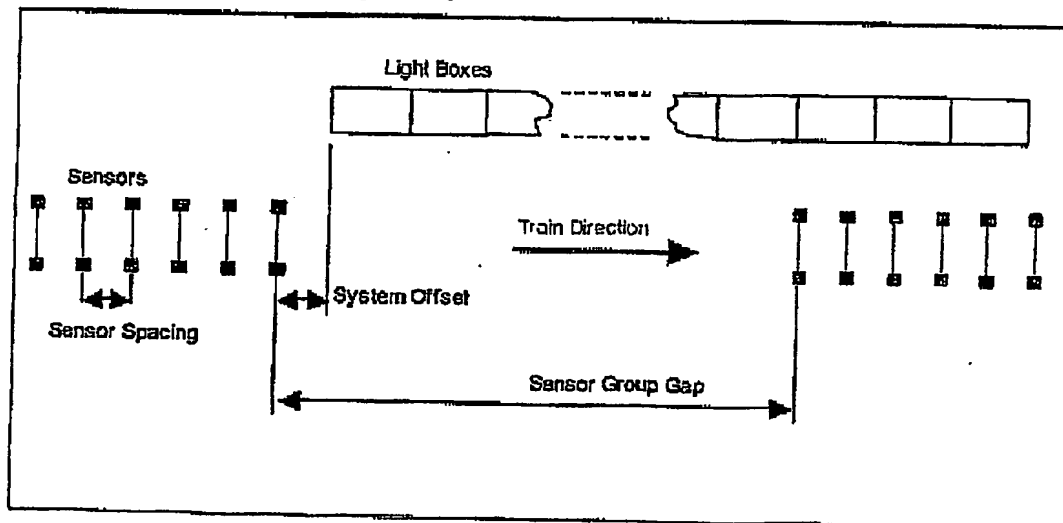 Light Boxes
Sensors
Train Direction
System Offset
Sensor Spacing
Sensor Group Gap